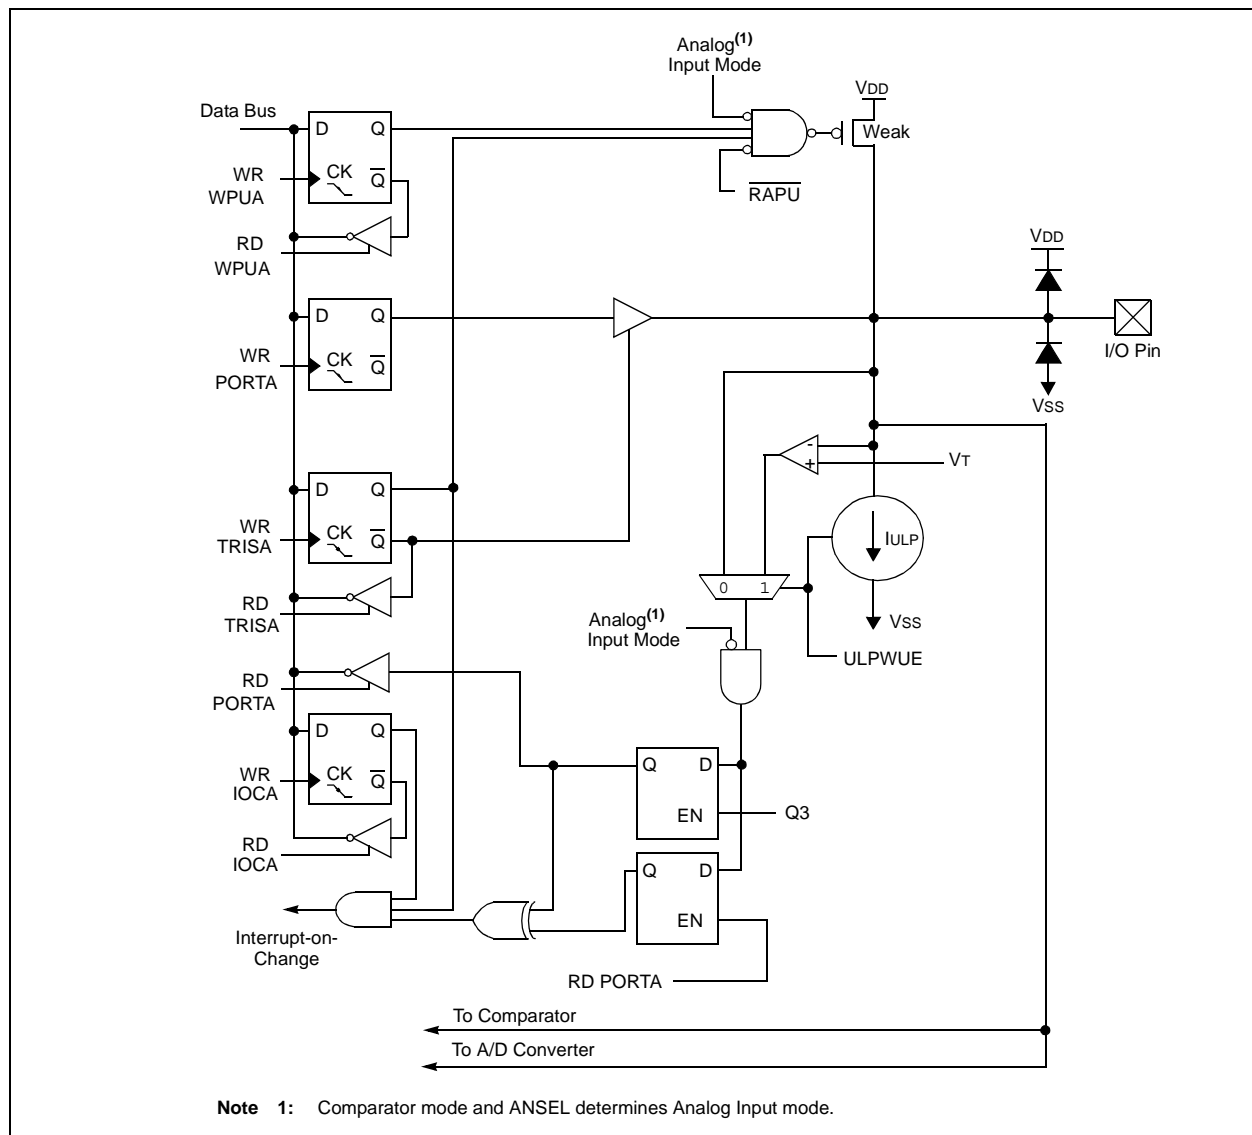 Analog(1)
Input Mode
VDD
Data Bus
D Q
Weak
WR
WPUA
CK Q
RAPU
RD
WPUA
VDD
D Q
WR
PORTA
CK Q
I/O Pin
VSS
-
+
VT
D Q
WR
TRISA
CK Q
IULP
0 1
RD
TRISA
Analog(1)
Input Mode
VSS
ULPWUE
RD
PORTA
D Q
WR
IOCA
CK Q
Q D
EN
Q3
RD
IOCA
Q D
EN
Interrupt-on-
Change
RD PORTA
To Comparator
To A/D Converter
Note 1: Comparator mode and ANSEL determines Analog Input mode.